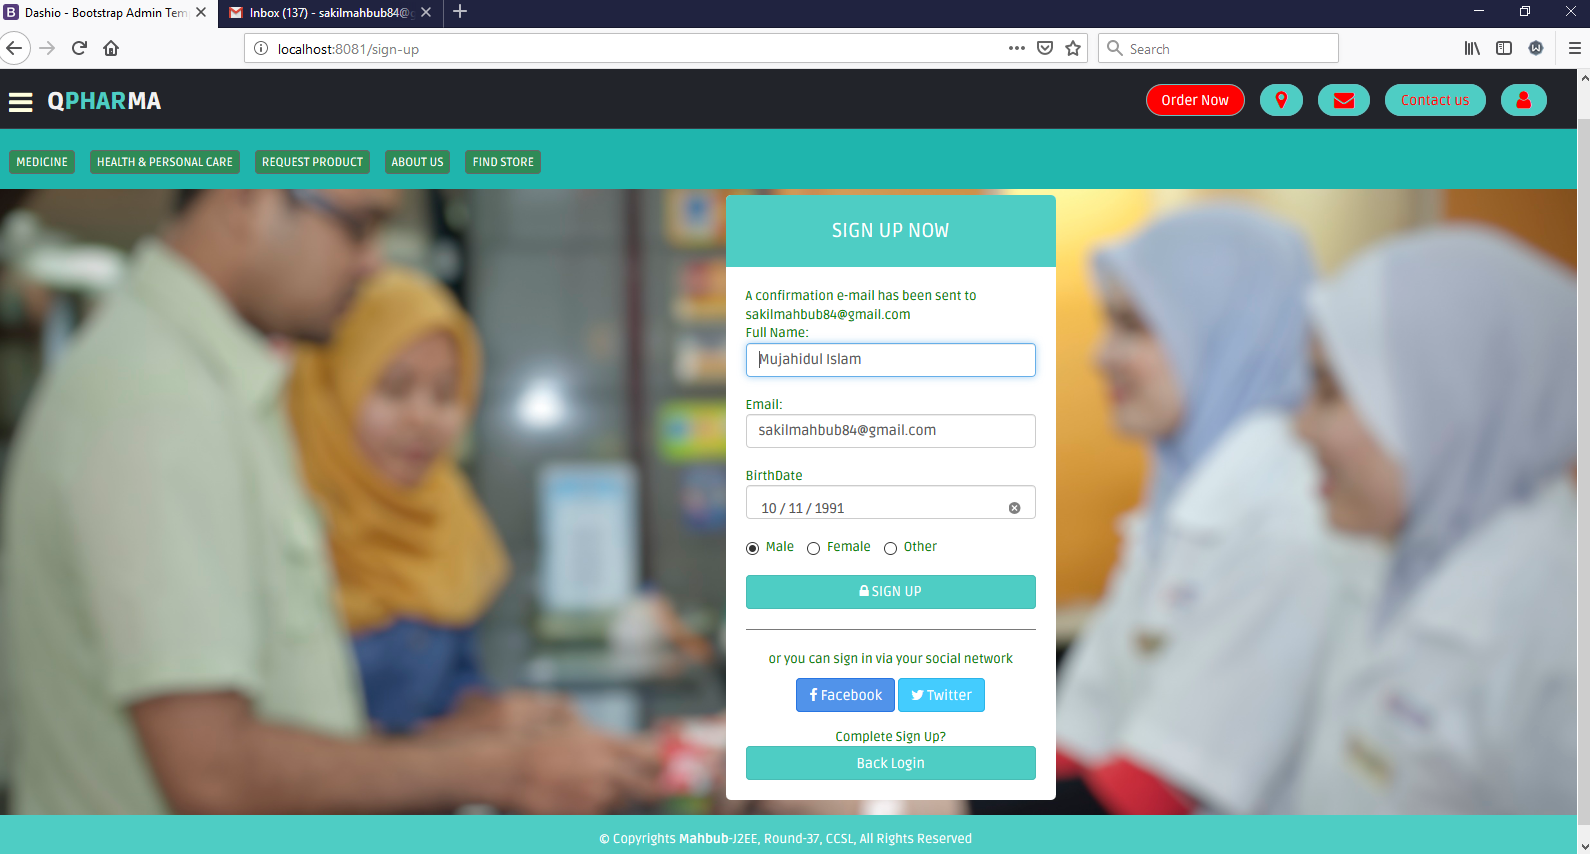 Dashio - Bootstrap Admin Tem
Inbox (137) - sakilmahbub84@g
localhost:8081/sign-up
Search
QPHARMA
Order Now
Contact us
MEDICINE
HEALTH & PERSONAL CARE
REQUEST PRODUCT
ABOUT US
FIND STORE
SIGN UP NOW
A confirmation e-mail has been sent to
sakilmahbub84@gmail.com
Full Name:
Mujahidul Islam
Email:
sakilmahbub84@gmail.com
BirthDate
10 / 11 / 1991
Male Female Other
SIGN UP
or you can sign in via your social network
Facebook Twitter
Complete Sign Up?
Back Login
© Copyrights Mahbub-J2EE, Round-37, CCSL, All Rights Reserved